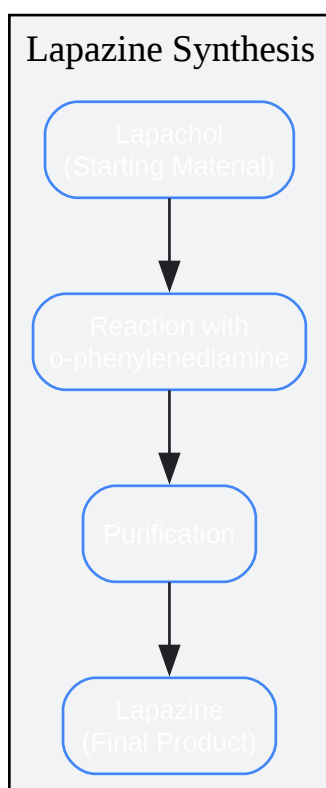 Lapazine Synthesis
Lapachol
(Starting Material)
Reaction with
o-phenylenediamine
Purification
Lapazine
(Final Product)